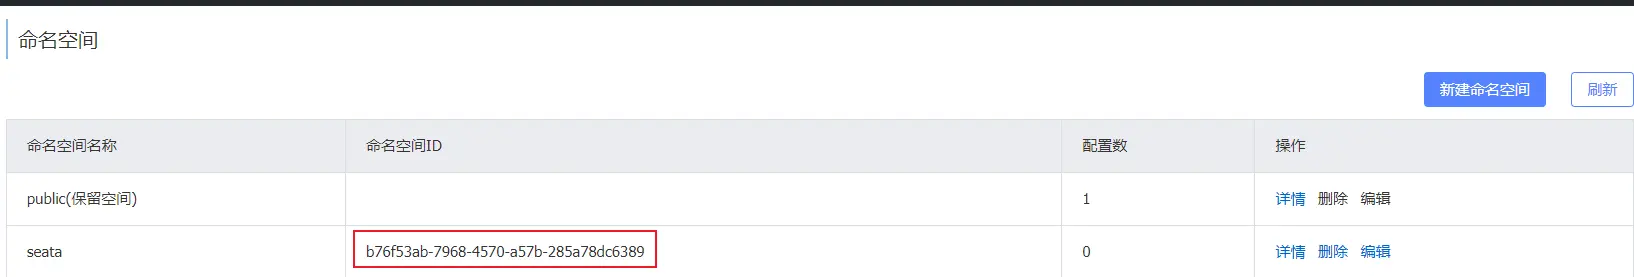 命名空间
新建命名空间 刷新
命名空间名称 命名空间ID 配置数 操作
public(保留空间) 1 详情 删除 编辑
seata b76f53ab-7968-4570-a57b-285a78dc6389 0 详情 删除 编辑